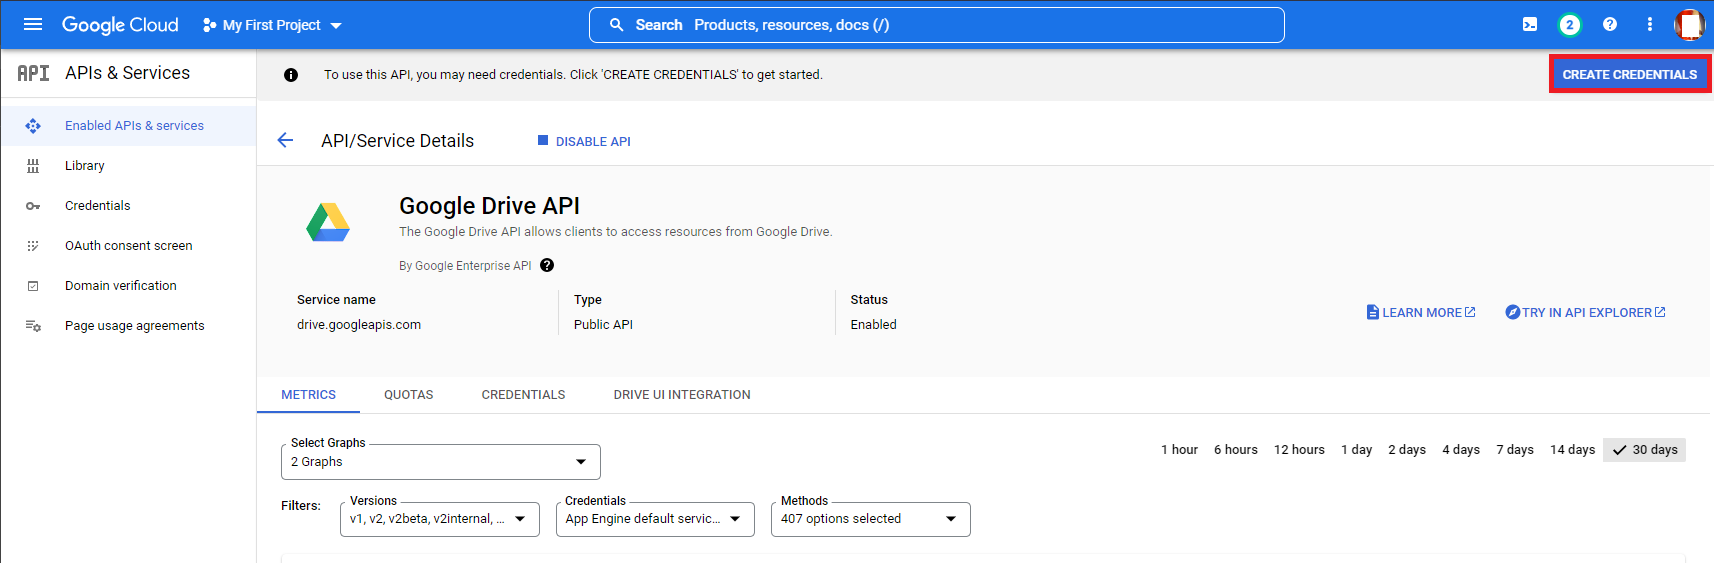 Google Cloud My First Project Search Products, resources, docs (/) 2
API APIs & Services
To use this API, you may need credentials. Click 'CREATE CREDENTIALS' to get started. CREATE CREDENTIALS
Enabled APIs & services
Library
Credentials
OAuth consent screen
Domain verification
Page usage agreements
API/Service Details DISABLE API
Google Drive API
The Google Drive API allows clients to access resources from Google Drive.
By Google Enterprise API ?
Service name Type Status
drive.googleapis.com Public API Enabled
LEARN MORE TRY IN API EXPLORER
METRICS QUOTAS CREDENTIALS DRIVE UI INTEGRATION
Select Graphs
2 Graphs
1 hour 6 hours 12 hours 1 day 2 days 4 days 7 days 14 days 30 days
Filters:
Versions
v1, v2, v2beta, v2internal, ...
Credentials
App Engine default servic...
Methods
407 options selected